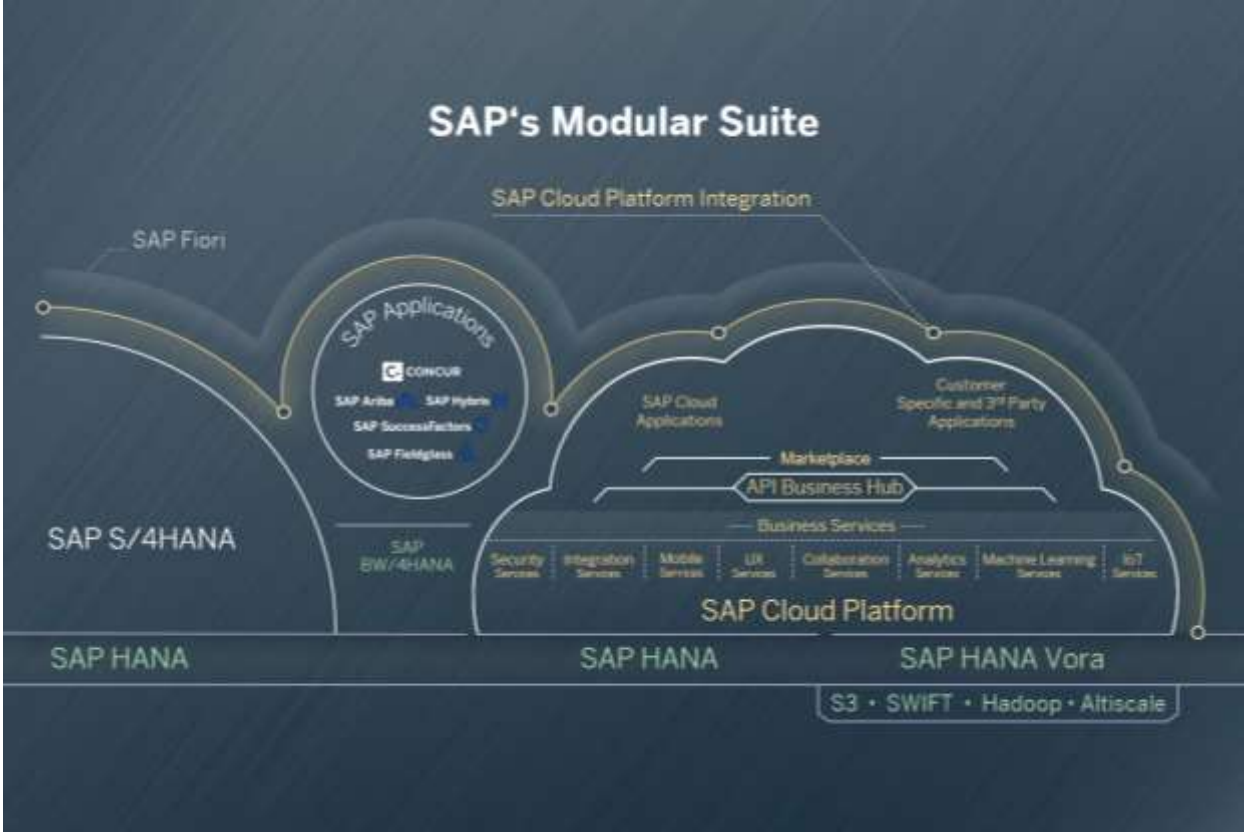 SAP‘s Modular Suite
SAP Cloud Platform Integration
SAP Fiori
SAP Applications
C. CONCUR
SAP Ariba SAP Hybris
SAP SuccessFactors
SAP Fieldglass
SAP Cloud
Applications
Customer
Specific and 3rd Party
Applications
Marketplace
API Business Hub
Business Services
SAP S/4HANA
SAP
BW/4HANA
Security
Services
Integration
Services
Mobile
Services
UX
Services
Collaboration
Services
Analytics
Services
Machine Learning
Services
IoT
Services
SAP Cloud Platform
SAP HANA
SAP HANA
SAP HANA Vora
S3 • SWIFT • Hadoop • Altiscale